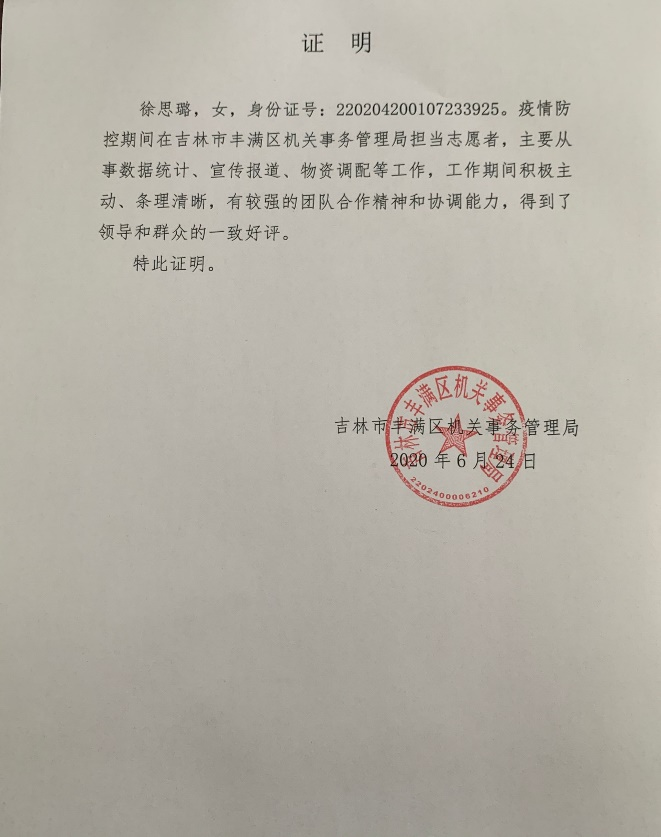 证 明
徐思璐，女，身份证号：220204200107233925。疫情防
控期间在吉林市丰满区机关事务管理局担当志愿者，主要从
事数据统计、宣传报道、物资调配等工作，工作期间积极主
动、条理清晰，有较强的团队合作精神和协调能力，得到了
领导和群众的一致好评。
特此证明。
吉林市丰满区机关事务管理局
2020 年 6 月 24 日
吉林市丰满区机关事务管理局
2202400006210